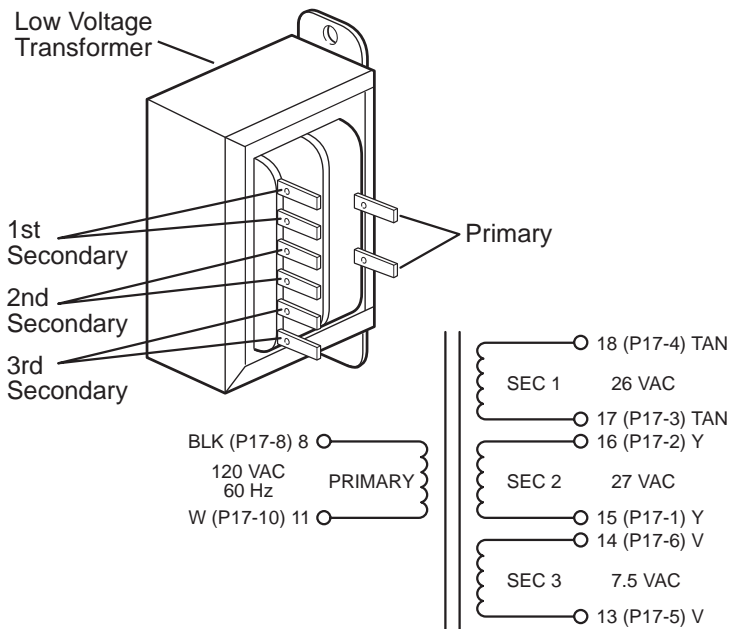 Low Voltage
Transformer
1st
Secondary
2nd
Secondary
3rd
Secondary
Primary
BLK (P17-8) 8
120 VAC
60 Hz
PRIMARY
W (P17-10) 11
18 (P17-4) TAN
SEC 1 26 VAC
17 (P17-3) TAN
16 (P17-2) Y
SEC 2 27 VAC
15 (P17-1) Y
14 (P17-6) V
SEC 3 7.5 VAC
13 (P17-5) V